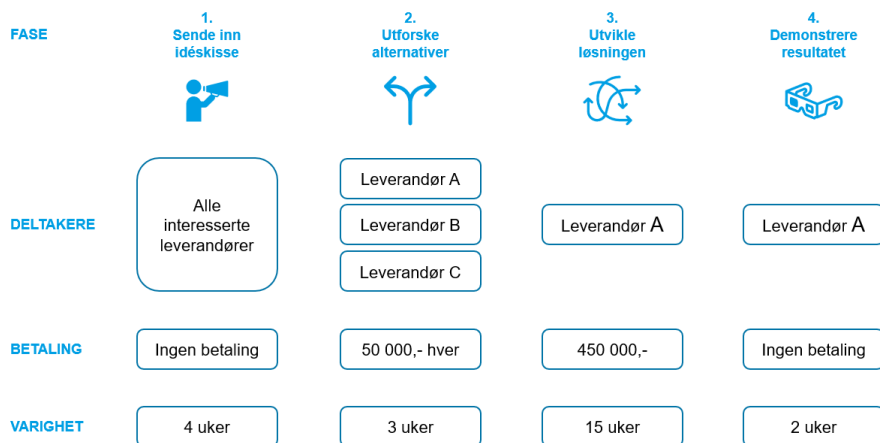 FASE
1.
Sende inn
idéskisse
2.
Utforske
alternativer
3.
Utvikle
løsningen
4.
Demonstrere
resultatet
DELTAKERE
Alle
interesserte
leverandører
Leverandør A
Leverandør B
Leverandør C
Leverandør A
Leverandør A
BETALING
Ingen betaling
50 000,- hver
450 000,-
Ingen betaling
VARIGHET
4 uker
3 uker
15 uker
2 uker